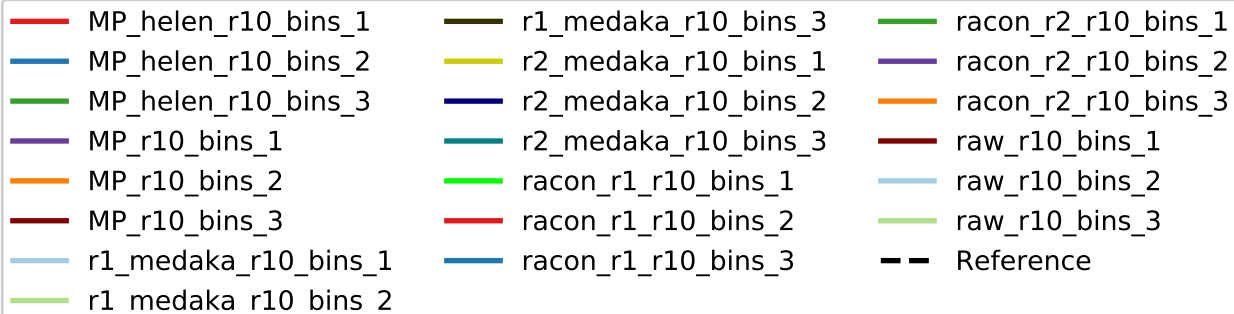 MP_helen_r10_bins_1
MP_helen_r10_bins_2
MP_helen_r10_bins_3
MP_r10_bins_1
MP_r10_bins_2
MP_r10_bins_3
r1_medaka_r10_bins_1
r1_medaka_r10_bins_2
r1_medaka_r10_bins_3
r2_medaka_r10_bins_1
r2_medaka_r10_bins_2
r2_medaka_r10_bins_3
racon_r1_r10_bins_1
racon_r1_r10_bins_2
racon_r1_r10_bins_3
racon_r2_r10_bins_1
racon_r2_r10_bins_2
racon_r2_r10_bins_3
raw_r10_bins_1
raw_r10_bins_2
raw_r10_bins_3
Reference